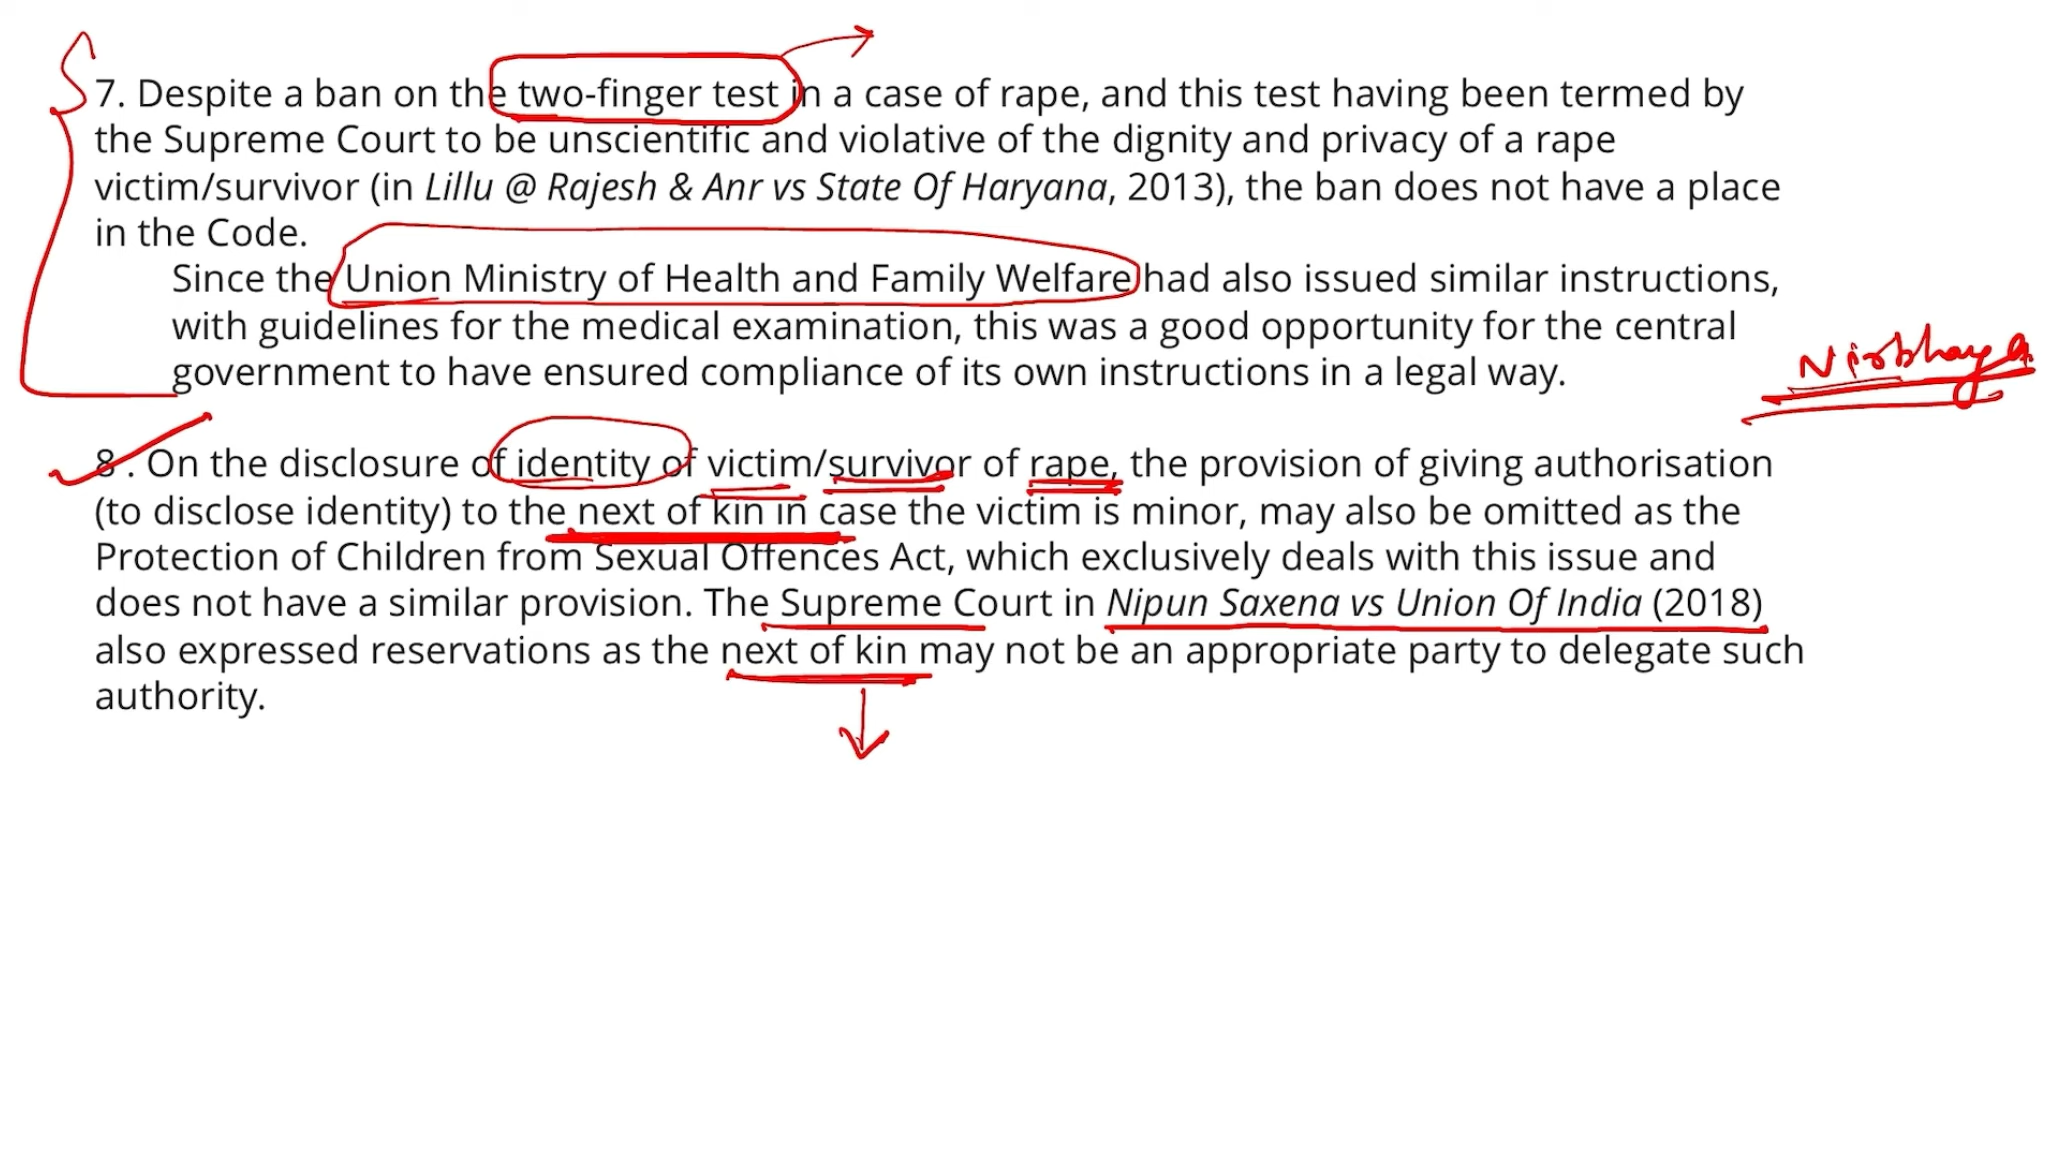 7. Despite a ban on the two-finger test in a case of rape, and this test having been termed by
the Supreme Court to be unscientific and violative of the dignity and privacy of a rape
victim/survivor (in Lillu @ Rajesh & Anr vs State Of Haryana, 2013), the ban does not have a place
in the Code.
Since the Union Ministry of Health and Family Welfare had also issued similar instructions,
with guidelines for the medical examination, this was a good opportunity for the central
government to have ensured compliance of its own instructions in a legal way.
Nirbhaya
8 . On the disclosure of identity of victim/survivor of rape, the provision of giving authorisation
(to disclose identity) to the next of kin in case the victim is minor, may also be omitted as the
Protection of Children from Sexual Offences Act, which exclusively deals with this issue and
does not have a similar provision. The Supreme Court in Nipun Saxena vs Union Of India (2018)
also expressed reservations as the next of kin may not be an appropriate party to delegate such
authority.